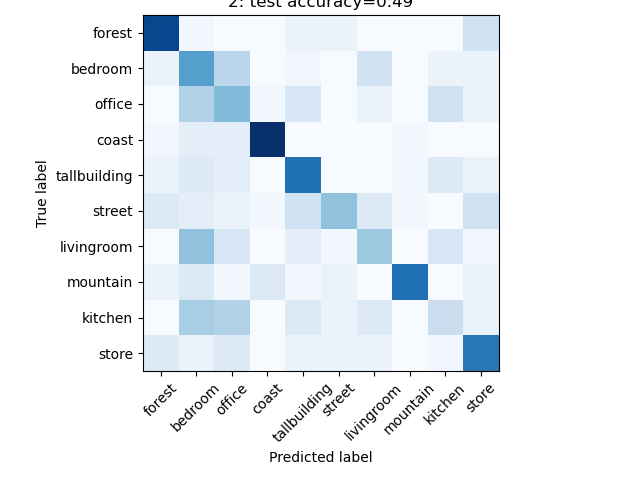 2: test accuracy=0.49
forest
bedroom
office
coast
tallbuilding
street
livingroom
mountain
kitchen
store
True label
forest
bedroom
office
coast
tallbuilding
street
livingroom
mountain
kitchen
store
Predicted label